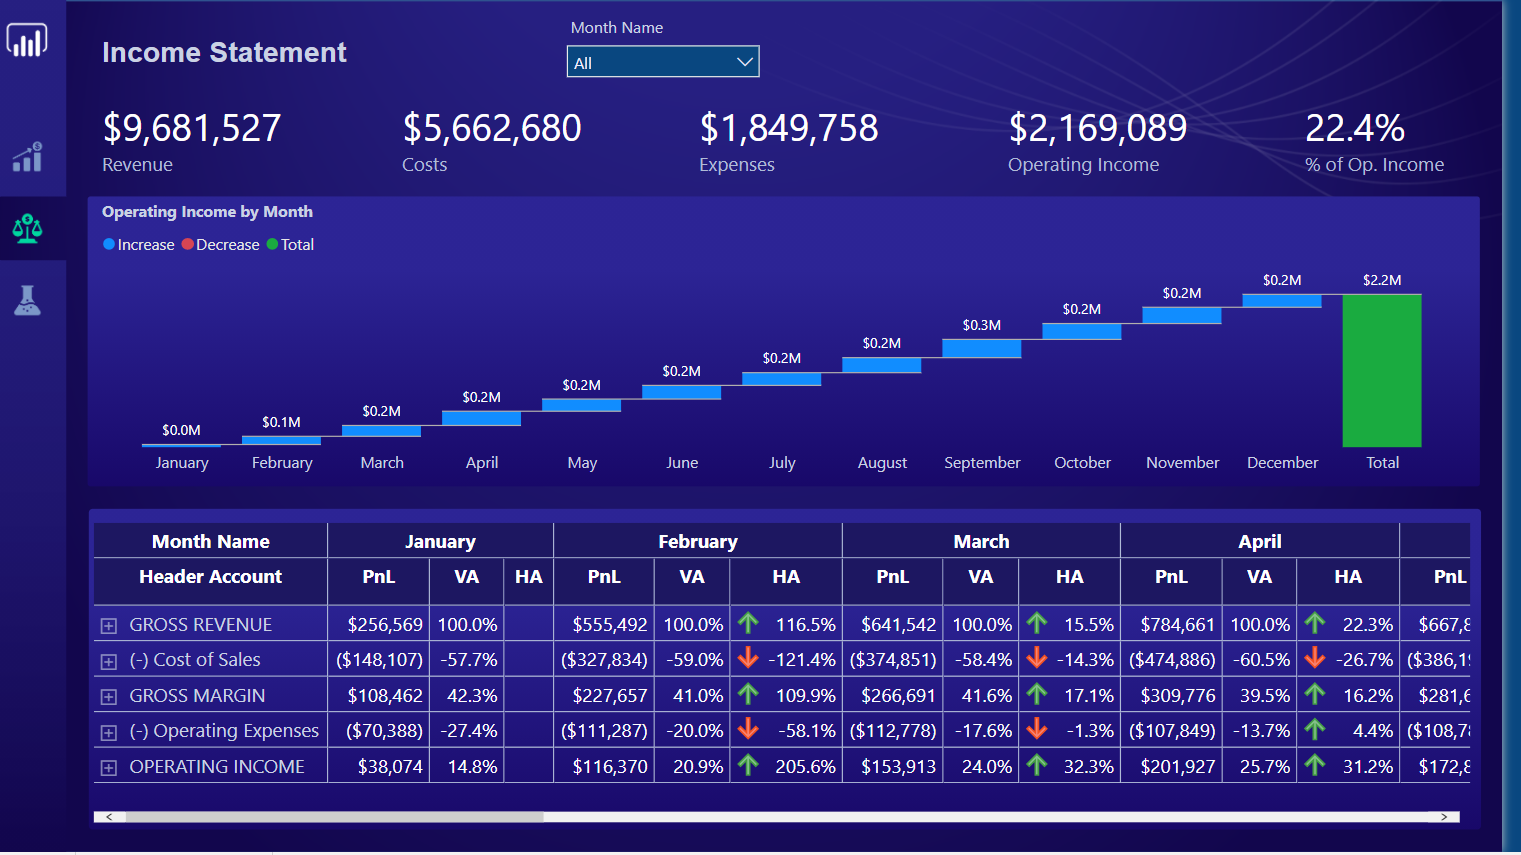 Month Name
Income Statement
All
$9,681,527 $5,662,680 $1,849,758 $2,169,089 22.4%
Revenue Costs Expenses Operating Income % of Op. Income
Operating Income by Month
Increase Decrease Total
$0.0M $0.1M $0.2M $0.2M $0.2M $0.2M $0.2M $0.2M $0.3M $0.2M $0.2M $0.2M $2.2M
January February March April May June July August September October November December Total
Month Name January February March April
Header Account PnL VA HA PnL VA HA PnL VA HA PnL VA HA PnL
GROSS REVENUE $256,569 100.0% $555,492 100.0% 116.5% $641,542 100.0% 15.5% $784,661 100.0% 22.3% $667,8
(-) Cost of Sales ($148,107) -57.7% ($327,834) -59.0% -121.4% ($374,851) -58.4% -14.3% ($474,886) -60.5% -26.7% ($386,1
GROSS MARGIN $108,462 42.3% $227,657 41.0% 109.9% $266,691 41.6% 17.1% $309,776 39.5% 16.2% $281,6
(-) Operating Expenses ($70,388) -27.4% ($111,287) -20.0% -58.1% ($112,778) -17.6% -1.3% ($107,849) -13.7% 4.4% ($108,7
OPERATING INCOME $38,074 14.8% $116,370 20.9% 205.6% $153,913 24.0% 32.3% $201,927 25.7% 31.2% $172,8